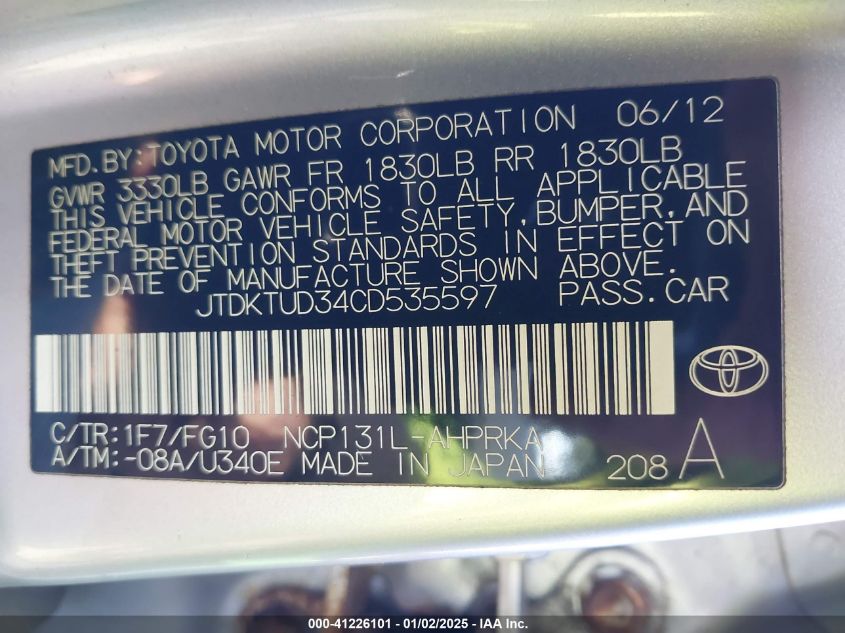 MFD.BY:TOYOTA MOTOR CORPORATION 06/12
GVWR 3330LB GAWR FR 1830LB RR 1830LB
THIS VEHICLE CONFORMS TO ALL APPLICABLE
FEDERAL MOTOR VEHICLE SAFETY, BUMPER, AND
THEFT PREVENTION STANDARDS IN EFFECT ON
THE DATE OF MANUFACTURE SHOWN ABOVE.
JTDKTUD34CD535597 PASS.CAR
C/TR:1F7/FG10 NCP131L-AHPRKA
A/TM:-08A/U340E MADE IN JAPAN 208 A
000-41226101 - 01/02/2025 - IAA Inc.